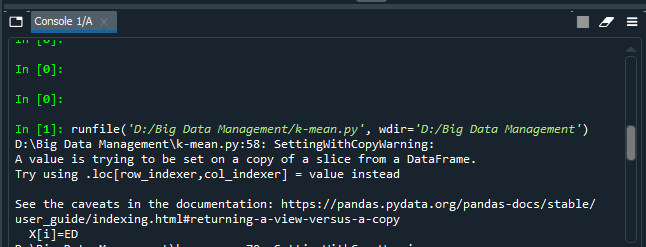 Console 1/A
In [0]:
In [0]:
In [0]:
In [1]: runfile('D:/Big Data Management/k-mean.py', wdir='D:/Big Data Management')
D:\Big Data Management\k-mean.py:58: SettingWithCopyWarning:
A value is trying to be set on a copy of a slice from a DataFrame.
Try using .loc[row_indexer,col_indexer] = value instead
See the caveats in the documentation: https://pandas.pydata.org/pandas-docs/stable/
user_guide/indexing.html#returning-a-view-versus-a-copy
X[i]=ED